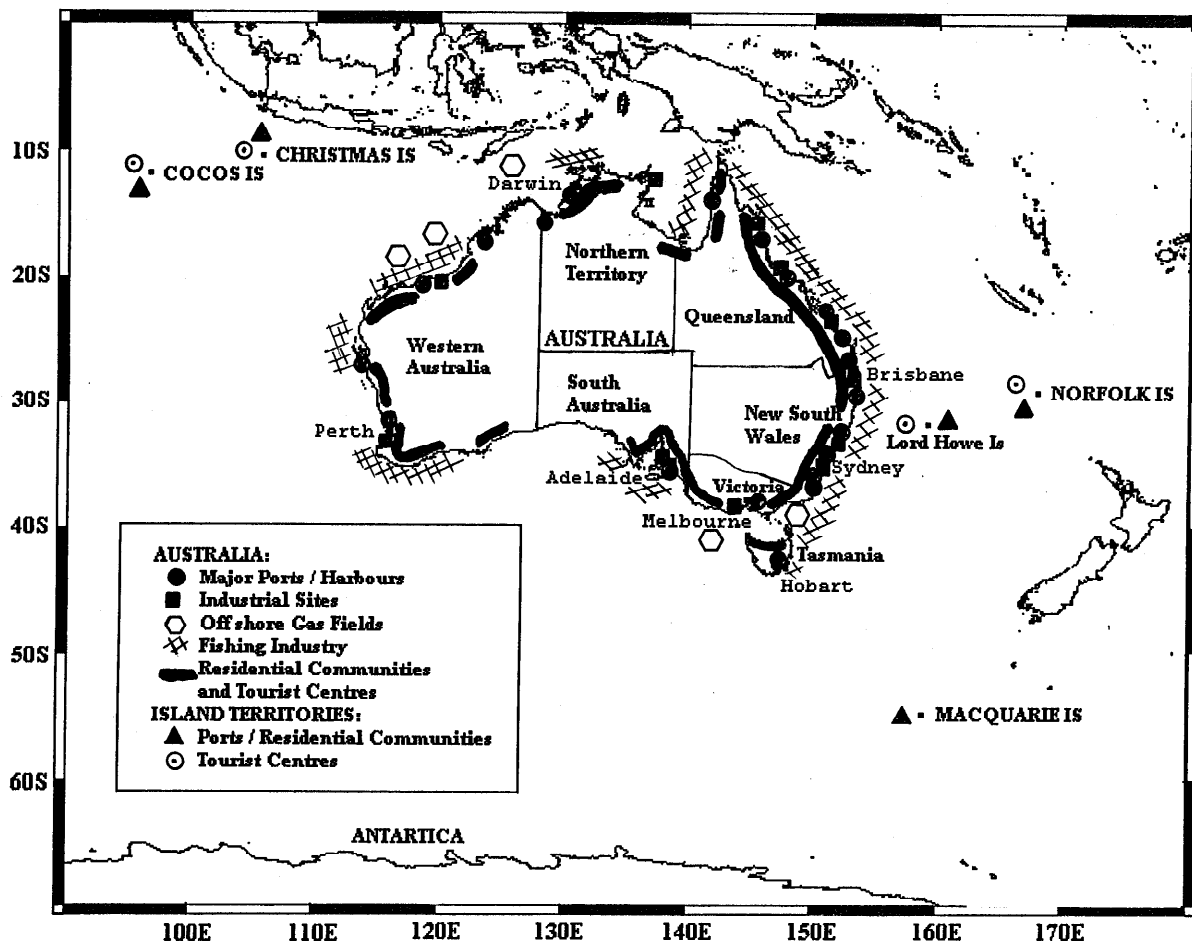 10S
20S
30S
40S
50S
60S
CHRISTMAS IS
COCOS IS
Darwin
Northern
Territory
Queensland
AUSTRALIA
Western
Australia
South
Australia
Brisbane
NORFOLK IS
New South
Wales
Lord Howe Is
Perth
Sydney
Adelaide
Victoria
Melbourne
Tasmania
Hobart
AUSTRALIA:
Major Ports / Harbours
Industrial Sites
Offshore Gas Fields
Fishing Industry
Residential Communities
and Tourist Centres
ISLAND TERRITORIES:
Ports / Residential Communities
Tourist Centres
MACQUARIE IS
ANTARTICA
100E 110E 120E 130E 140E 150E 160E 170E